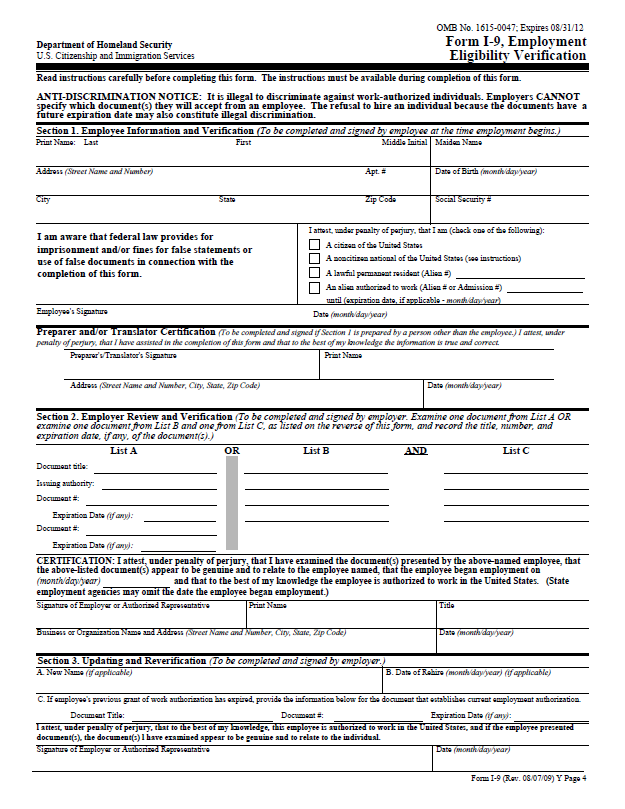 OMB No. 1615-0047; Expires 08/31/12
Department of Homeland Security
U.S. Citizenship and Immigration Services
Form I-9, Employment
Eligibility Verification
Read instructions carefully before completing this form. The instructions must be available during completion of this form.
ANTI-DISCRIMINATION NOTICE: It is illegal to discriminate against work-authorized individuals. Employers CANNOT
specify which document(s) they will accept from an employee. The refusal to hire an individual because the documents have a
future expiration date may also constitute illegal discrimination.
Section 1. Employee Information and Verification (To be completed and signed by employee at the time employment begins.)
Print Name: Last First Middle Initial Maiden Name
Address (Street Name and Number) Apt. # Date of Birth (month/day/year)
City State Zip Code Social Security #
I am aware that federal law provides for
imprisonment and/or fines for false statements or
use of false documents in connection with the
completion of this form.
I attest, under penalty of perjury, that I am (check one of the following):
A citizen of the United States
A noncitizen national of the United States (see instructions)
A lawful permanent resident (Alien #)
An alien authorized to work (Alien # or Admission #)
until (expiration date, if applicable - month/day/year)
Employee's Signature Date (month/day/year)
Preparer and/or Translator Certification (To be completed and signed if Section 1 is prepared by a person other than the employee.) I attest, under
penalty of perjury, that I have assisted in the completion of this form and that to the best of my knowledge the information is true and correct.
Preparer's/Translator's Signature Print Name
Address (Street Name and Number, City, State, Zip Code) Date (month/day/year)
Section 2. Employer Review and Verification (To be completed and signed by employer. Examine one document from List A OR
examine one document from List B and one from List C, as listed on the reverse of this form, and record the title, number, and
expiration date, if any, of the document(s).)
List A OR List B AND List C
Document title:
Issuing authority:
Document #:
Expiration Date (if any):
Document #:
Expiration Date (if any):
CERTIFICATION: I attest, under penalty of perjury, that I have examined the document(s) presented by the above-named employee, that
the above-listed document(s) appear to be genuine and to relate to the employee named, that the employee began employment on
(month/day/year) and that to the best of my knowledge the employee is authorized to work in the United States. (State
employment agencies may omit the date the employee began employment.)
Signature of Employer or Authorized Representative Print Name Title
Business or Organization Name and Address (Street Name and Number, City, State, Zip Code) Date (month/day/year)
Section 3. Updating and Reverification (To be completed and signed by employer.)
A. New Name (if applicable) B. Date of Rehire (month/day/year) (if applicable)
C. If employee's previous grant of work authorization has expired, provide the information below for the document that establishes current employment authorization.
Document Title: Document #: Expiration Date (if any):
I attest, under penalty of perjury, that to the best of my knowledge, this employee is authorized to work in the United States, and if the employee presented
document(s), the document(s) I have examined appear to be genuine and to relate to the individual.
Signature of Employer or Authorized Representative Date (month/day/year)
Form I-9 (Rev. 08/07/09) Y Page 4